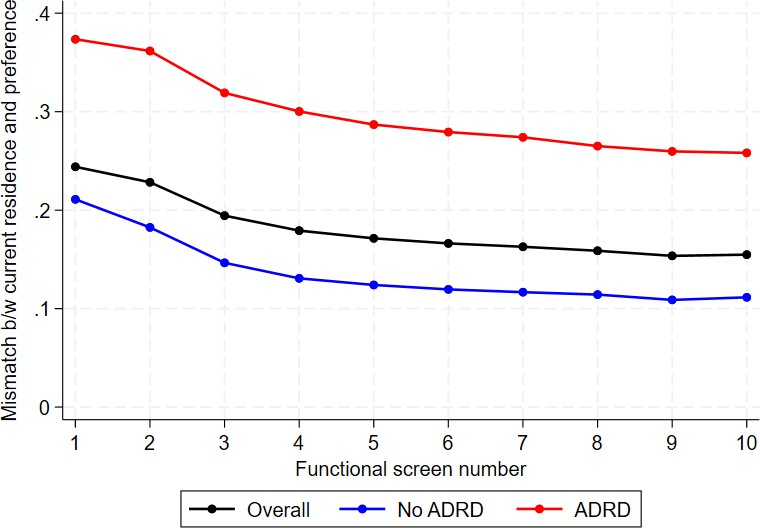 Mismatch b/w current residence and preference
.4
.3
.2
.1
0
1 2 3 4 5 6 7 8 9 10
Functional screen number
Overall No ADRD ADRD